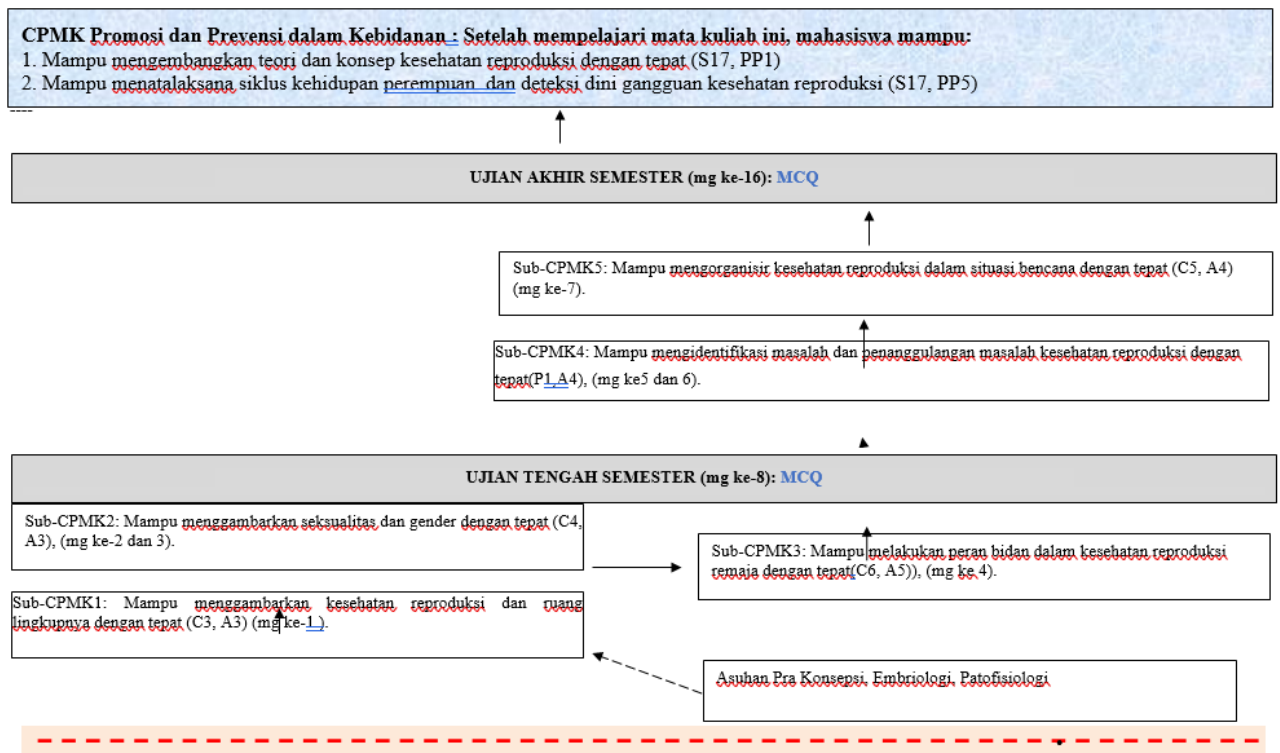 CPMK Promosi dan Prevensi dalam Kebidanan : Setelah mempelajari mata kuliah ini, mahasiswa mampu:
1. Mampu mengembangkan teori dan konsep kesehatan reproduksi dengan tepat (S17, PP1)
2. Mampu menatalaksana siklus kehidupan perempuan dan deteksi dini gangguan kesehatan reproduksi (S17, PP5)
----
UJIAN AKHIR SEMESTER (mg ke-16): MCQ
Sub-CPMK5: Mampu mengorganisir kesehatan reproduksi dalam situasi bencana dengan tepat (C5, A4)
(mg ke-7).
Sub-CPMK4: Mampu mengidentifikasi masalah dan penanggulangan masalah kesehatan reproduksi dengan
tepat(P1,A4), (mg ke5 dan 6).
UJIAN TENGAH SEMESTER (mg ke-8): MCQ
Sub-CPMK2: Mampu menggambarkan seksualitas dan gender dengan tepat (C4,
A3), (mg ke-2 dan 3).
Sub-CPMK3: Mampu melakukan peran bidan dalam kesehatan reproduksi
remaja dengan tepat(C6, A5)), (mg ke 4).
Sub-CPMK1: Mampu menggambarkan kesehatan reproduksi dan ruang
lingkupnya dengan tepat (C3, A3) (mg ke-1 ).
Asuhan Pra Konsepsi, Embriologi, Patofisiologi